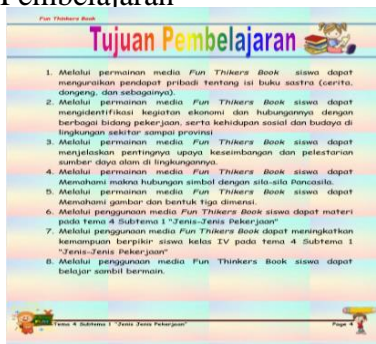 Pembelajaran
Fun Thinkers Book
Tujuan Pembelajaran
1. Melalui permainan media Fun Thikers Book siswa dapat
menguraikan pendapat pribadi tentang isi buku sastra (cerita,
dongeng, dan sebagainya).
2. Melalui permainan media Fun Thikers Book siswa dapat
mengidentifikasi kegiatan ekonomi dan hubungannya dengan
berbagai bidang pekerjaan, serta kehidupan sosial dan budaya di
lingkungan sekitar sampai provinsi
3. Melalui permainan media Fun Thikers Book siswa dapat
menjelaskan pentingnya upaya keseimbangan dan pelestarian
sumber daya alam di lingkungannya.
4. Melalui permainan media Fun Thikers Book siswa dapat
Memahami makna hubungan simbol dengan sila-sila Pancasila.
5. Melalui permainan media Fun Thikers Book siswa dapat
Memahami gambar dan bentuk tiga dimensi.
6. Melalui penggunaan media Fun Thinkers Book siswa dapat materi
pada tema 4 Subtema 1 "Jenis-Jenis Pekerjaan"
7. Melalui penggunaan media Fun Thinkers Book dapat meningkatkan
kemampuan berpikir siswa kelas IV pada tema 4 Subtema 1
"Jenis-Jenis Pekerjaan"
8. Melalui penggunaan media Fun Thinkers Book siswa dapat
belajar sambil bermain.
Tema 4 Subtema 1 "Jenis Jenis Pekerjaan"
Page 4